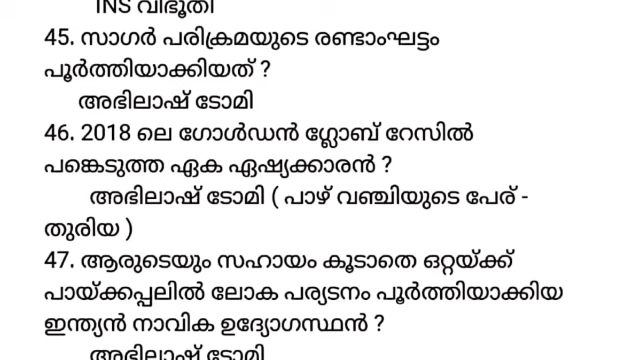 INS വിഭൂതി
45. സാഗർ പരിക്രമയുടെ രണ്ടാംഘട്ടം
പൂർത്തിയാക്കിയത് ?
അഭിലാഷ് ടോമി
46. 2018 ലെ ഗോൾഡൻ ഗ്ലോബ് റേസിൽ
പങ്കെടുത്ത ഏക ഏഷ്യക്കാരൻ ?
അഭിലാഷ് ടോമി ( പാഴ് വഞ്ചിയുടെ പേര് -
തുരിയ )
47. ആരുടെയും സഹായം കൂടാതെ ഒറ്റയ്ക്ക്
പായ്ക്കപ്പലിൽ ലോക പര്യടനം പൂർത്തിയാക്കിയ
ഇന്ത്യൻ നാവിക ഉദ്യോഗസ്ഥൻ ?
അഭിലാഷ് ടോമി